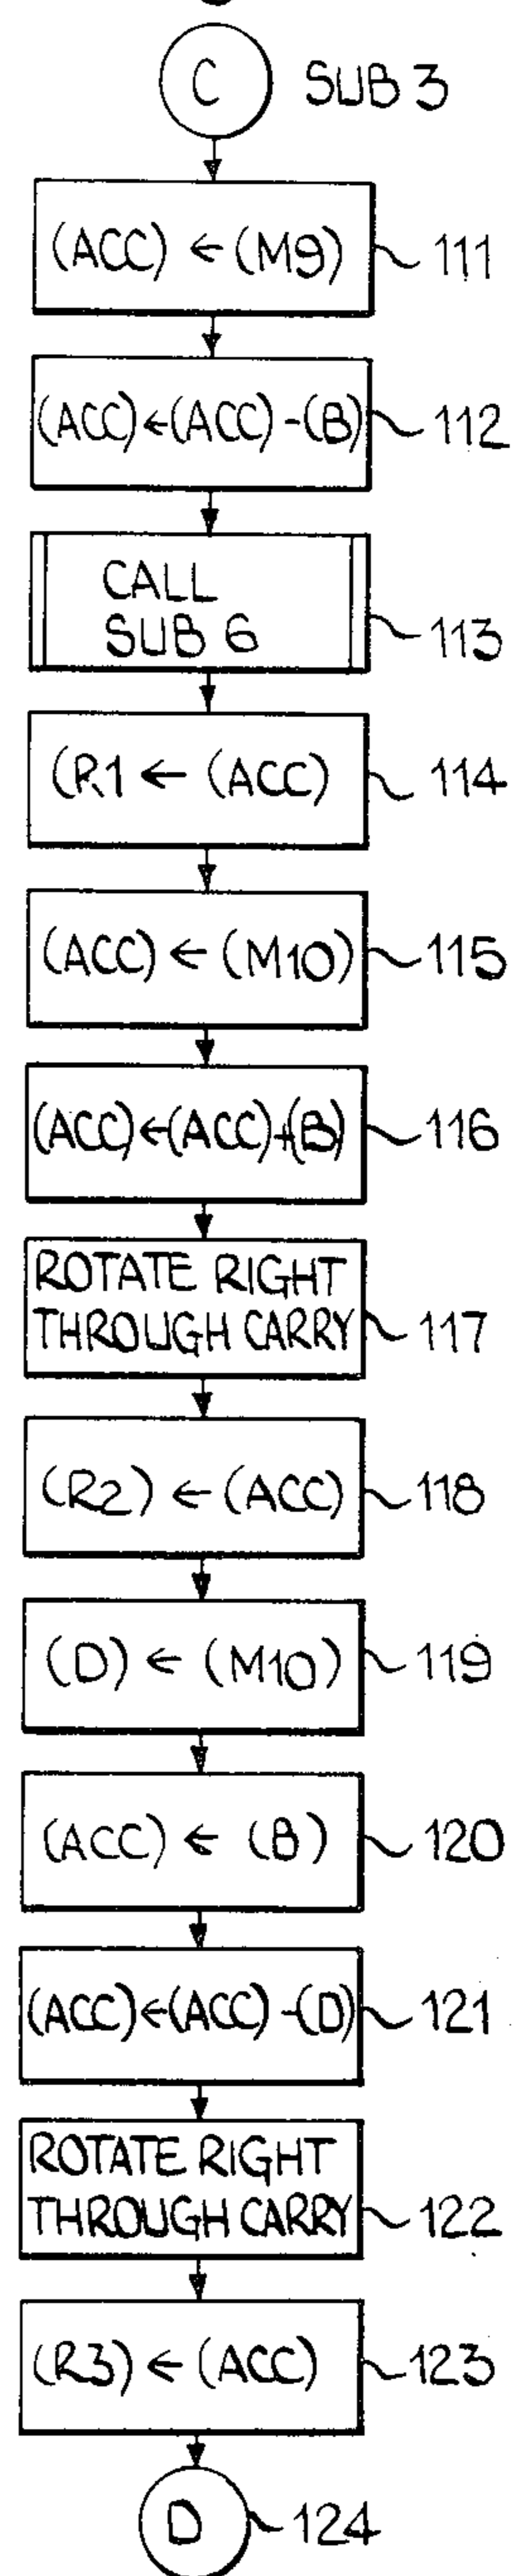 C SUB 3
(ACC) ← (M9) 111
(ACC)←(ACC)-(B) 112
CALL
SUB 6 113
(R1 ← (ACC) 114
(ACC) ← (M10) 115
(ACC)←(ACC)+(B) 116
ROTATE RIGHT
THROUGH CARRY 117
(R2) ← (ACC) 118
(D) ← (M10) 119
(ACC) ← (B) 120
(ACC)←(ACC)-(D) 121
ROTATE RIGHT
THROUGH CARRY 122
(R3) ← (ACC) 123
D 124